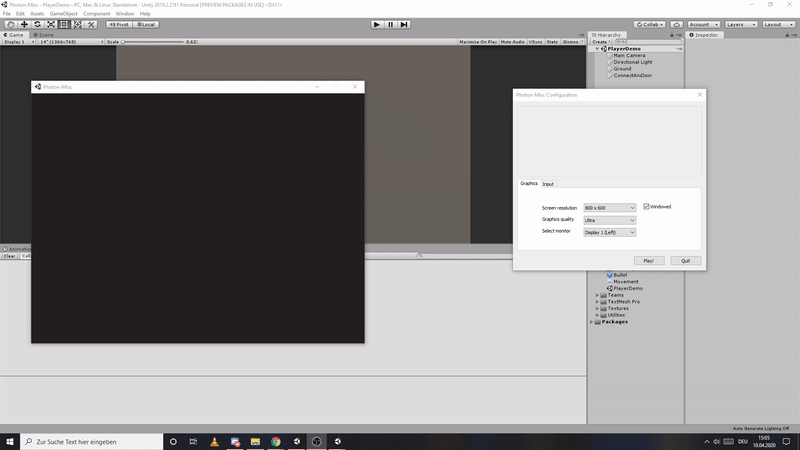 Photon-Misc - PlayerDemo - PC, Mac & Linux Standalone - Unity 2019.2.21f1 Personal [PREVIEW PACKAGES IN USE] <DX11>
File Edit Assets GameObject Component Window Help
Pivot Local Collab Account Layers Layout
Game Scene Hierarchy Inspector
Display 1 14" (1366x768) Scale 0.62 Maximize On Play Mute Audio VSync Stats Gizmos Create All
PlayerDemo
Main Camera
Directional Light
Ground
ConnectAndJoin
Photon-Misc
Photon-Misc Configuration
Graphics Input
Screen resolution 800 x 600 Windowed
Graphics quality Ultra
Select monitor Display 1 (Left)
Play! Quit
Animation
Clear
Bullet
Movement
PlayerDemo
Teams
TextMesh Pro
Textures
Utilities
Packages
Auto Generate Lighting Off
Zur Suche Text hier eingeben
DEU
15:05
10.04.2020